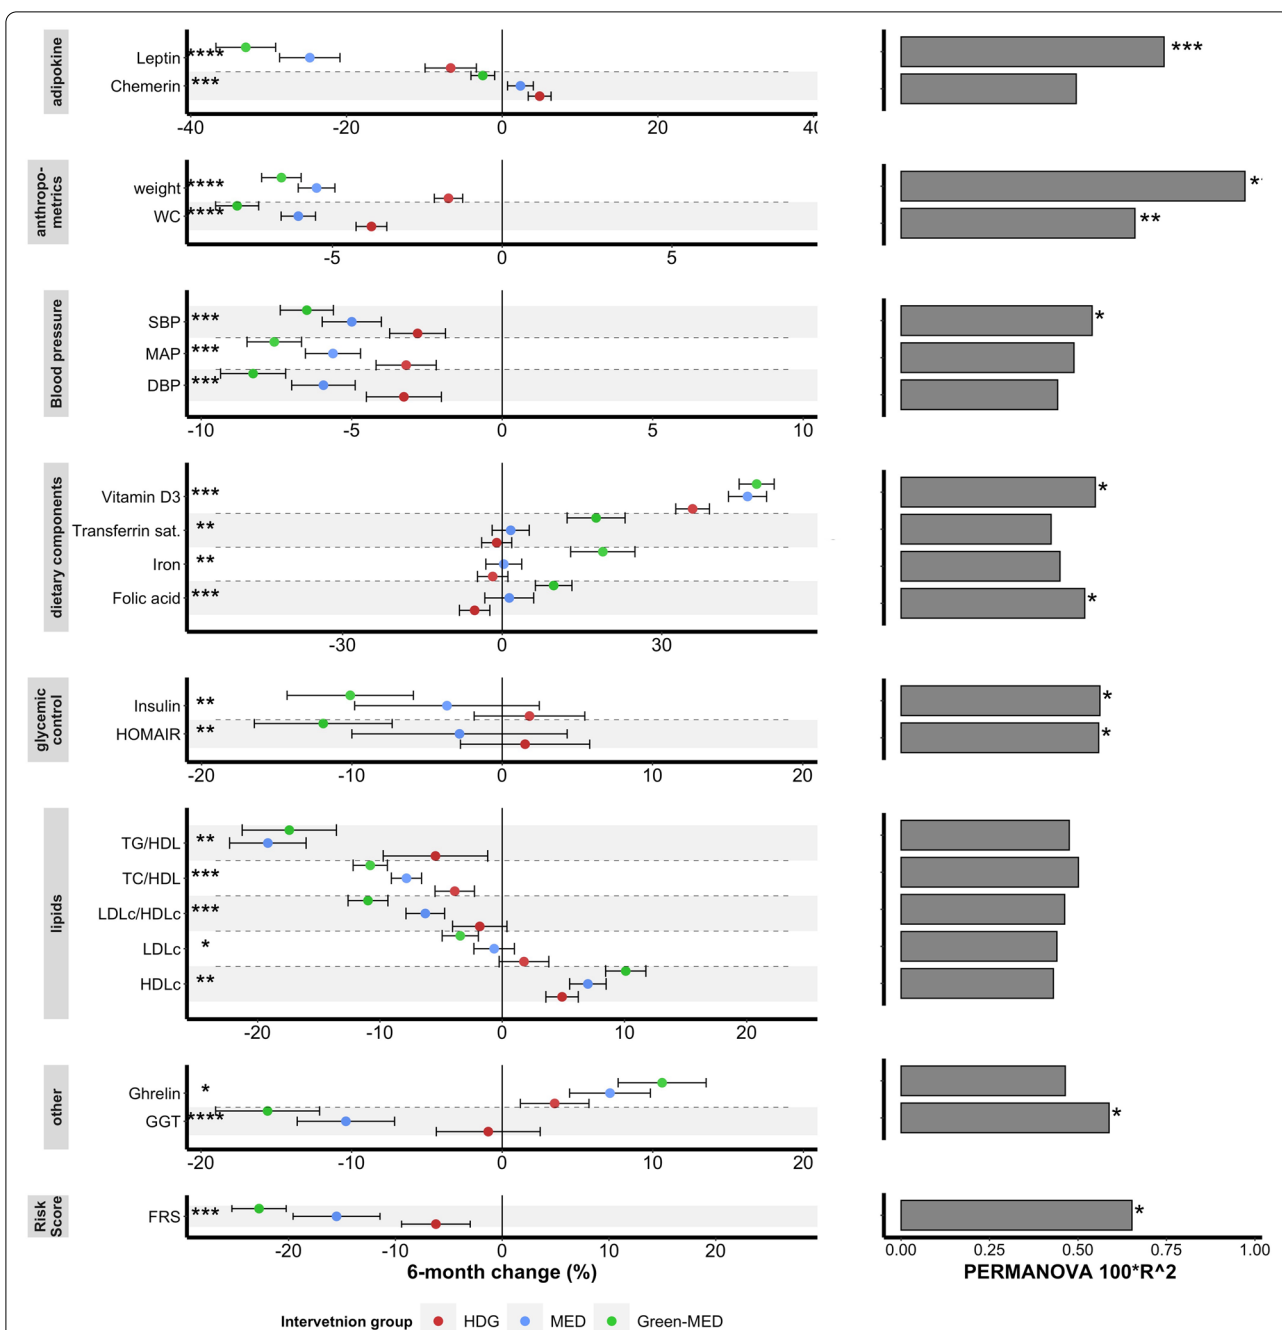 adipokine
Leptin ****
Chemerin ***
-40 -20 0 20 40
***
anthropo-
metrics
weight ****
WC ****
-5 0 5
*
**
Blood pressure
SBP ***
MAP ***
DBP ***
-10 -5 0 5 10
*
dietary components
Vitamin D3 ***
Transferrin sat. **
Iron **
Folic acid ***
-30 0 30
*
*
glycemic
control
Insulin **
HOMAIR **
-20 -10 0 10 20
*
*
lipids
TG/HDL **
TC/HDL ***
LDLc/HDLc ***
LDLc *
HDLc **
-20 -10 0 10 20
other
Ghrelin *
GGT ****
-20 -10 0 10 20
*
Risk
Score
FRS ***
-20 -10 0 10 20
*
0.00 0.25 0.50 0.75 1.00
6-month change (%)
PERMANOVA 100*R^2
Intervetnion group HDG MED Green-MED